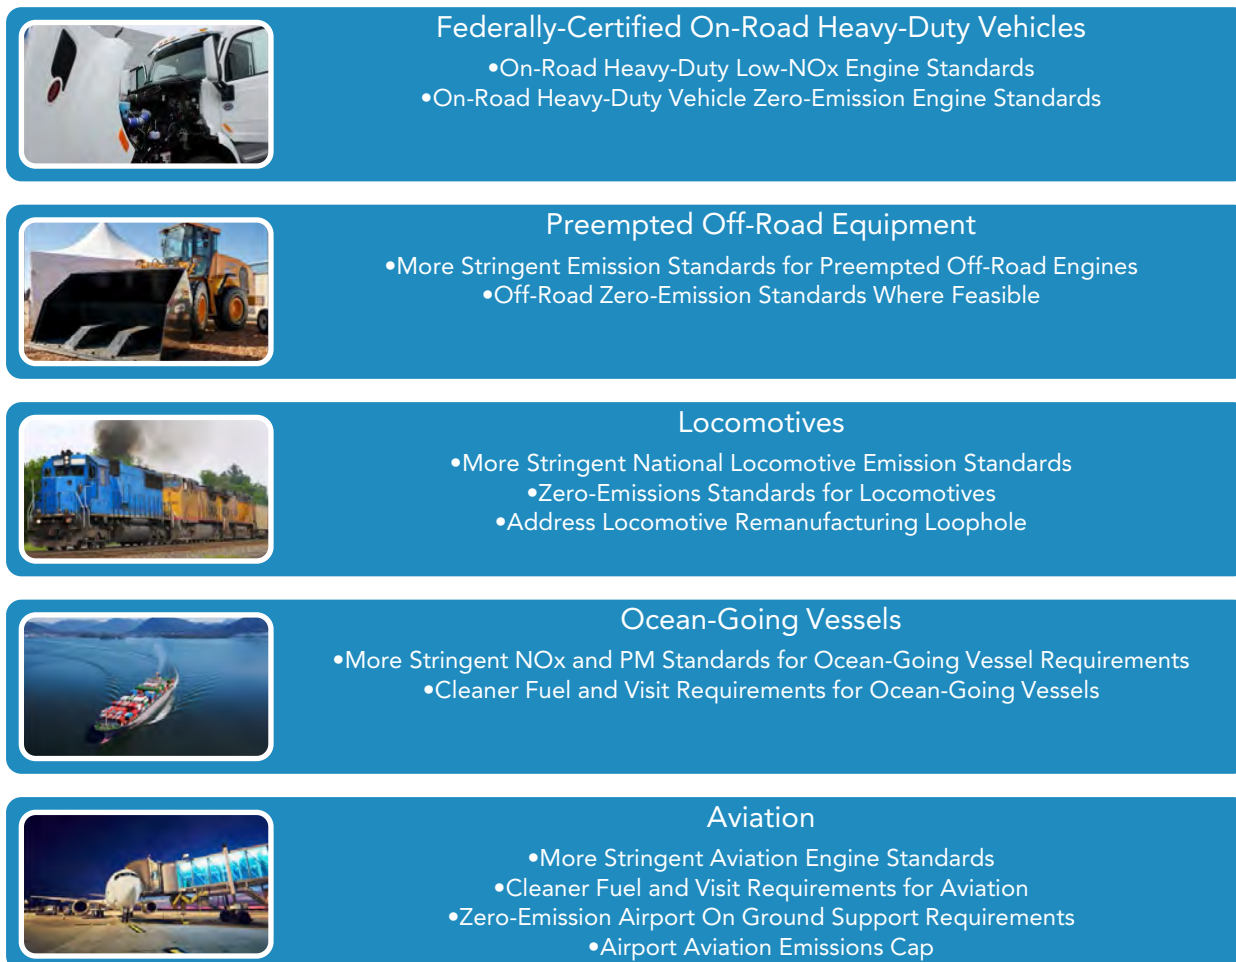 Federally-Certified On-Road Heavy-Duty Vehicles
•On-Road Heavy-Duty Low-NOx Engine Standards
•On-Road Heavy-Duty Vehicle Zero-Emission Engine Standards
Preempted Off-Road Equipment
•More Stringent Emission Standards for Preempted Off-Road Engines
•Off-Road Zero-Emission Standards Where Feasible
Locomotives
•More Stringent National Locomotive Emission Standards
•Zero-Emissions Standards for Locomotives
•Address Locomotive Remanufacturing Loophole
Ocean-Going Vessels
•More Stringent NOx and PM Standards for Ocean-Going Vessel Requirements
•Cleaner Fuel and Visit Requirements for Ocean-Going Vessels
Aviation
•More Stringent Aviation Engine Standards
•Cleaner Fuel and Visit Requirements for Aviation
•Zero-Emission Airport On Ground Support Requirements
•Airport Aviation Emissions Cap